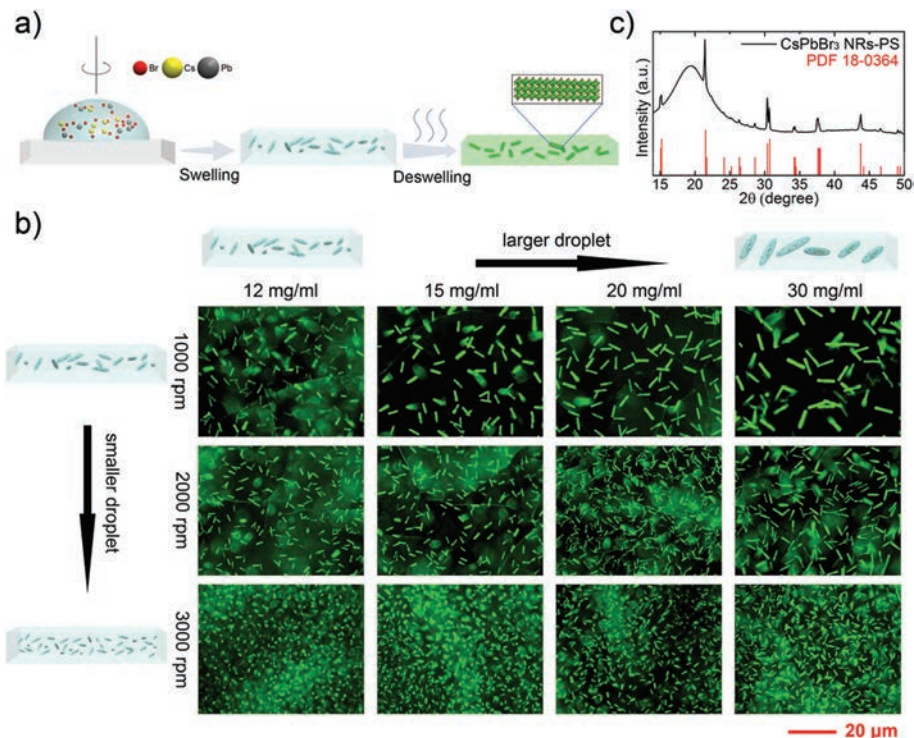 a)
Br Cs Pb
Swelling
Deswelling
c)
CsPbBr₃ NRs-PS
PDF 18-0364
Intensity (a.u.)
15 20 25 30 35 40 45 50
2θ (degree)
b)
larger droplet
12 mg/ml 15 mg/ml 20 mg/ml 30 mg/ml
1000 rpm
smaller droplet
2000 rpm
3000 rpm
20 μm